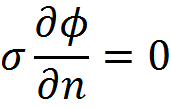 σ ∂ϕ/∂n = 0